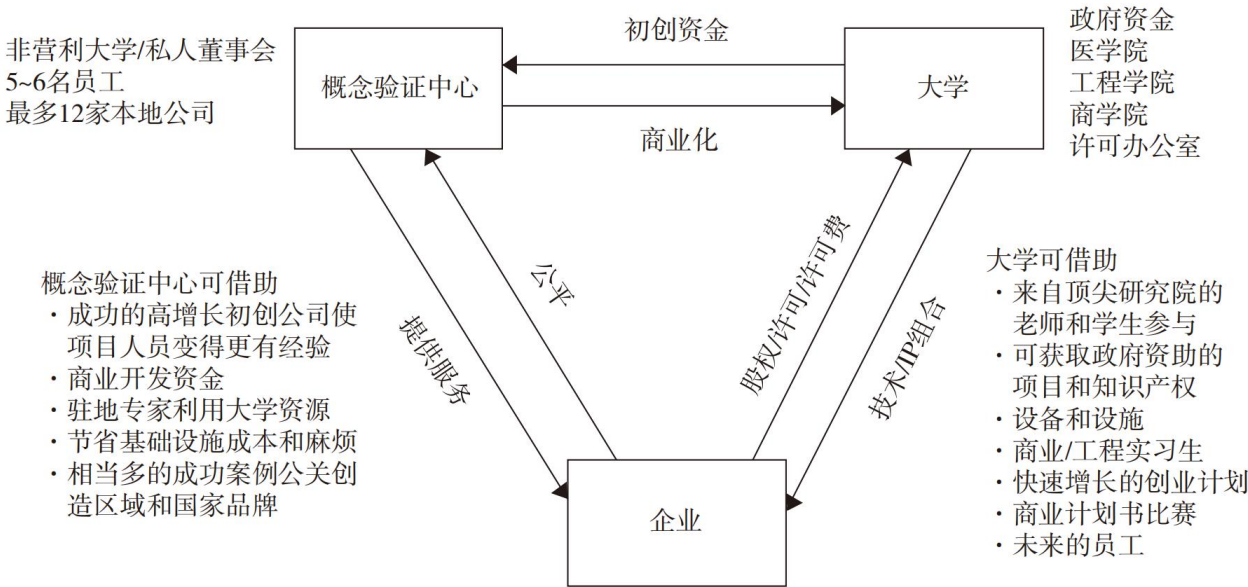 非营利大学/私人董事会
5~6名员工
最多12家本地公司
概念验证中心
初创资金
商业化
大学
政府资金
医学院
工程学院
商学院
许可办公室
提供服务
公平
股权/许可/许可费
技术/IP组合
概念验证中心可借助
·成功的高增长初创公司使
项目人员变得更有经验
·商业开发资金
·驻地专家利用大学资源
·节省基础设施成本和麻烦
·相当多的成功案例公关创
造区域和国家品牌
企业
大学可借助
·来自顶尖研究院的
老师和学生参与
·可获取政府资助的
项目和知识产权
·设备和设施
·商业/工程实习生
·快速增长的创业计划
·商业计划书比赛
·未来的员工